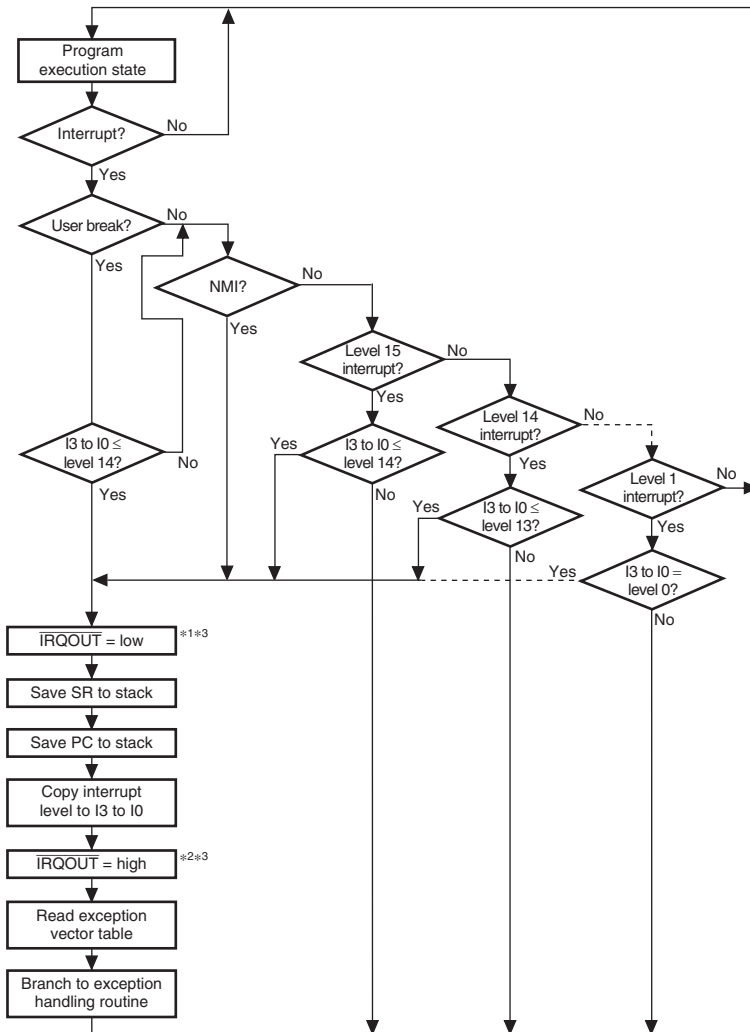 Program
execution state
Interrupt?
No
Yes
User break?
No
Yes
NMI?
No
Yes
Level 15
interrupt?
No
Yes
Level 14
interrupt?
No
Yes
I3 to I0 ≤
level 14?
No
Yes
I3 to I0 ≤
level 14?
Yes
No
Level 1
interrupt?
No
Yes
I3 to I0 ≤
level 13?
Yes
No
I3 to I0 =
level 0?
Yes
No
IRQOUT = low
*1*3
Save SR to stack
Save PC to stack
Copy interrupt
level to I3 to I0
IRQOUT = high
*2*3
Read exception
vector table
Branch to exception
handling routine